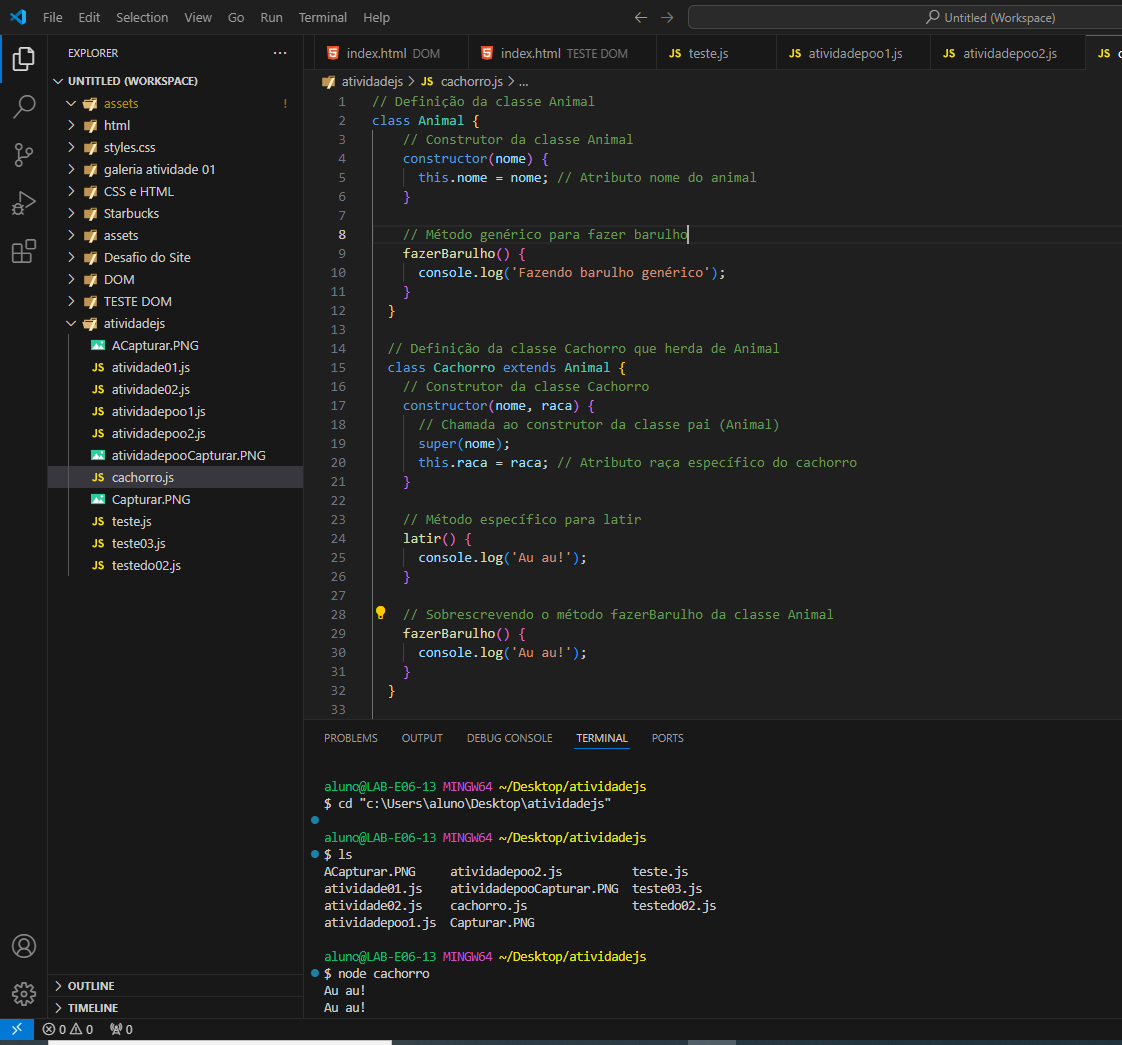 File Edit Selection View Go Run Terminal Help
Untitled (Workspace)
EXPLORER
UNTITLED (WORKSPACE)
assets !
html
styles.css
galeria atividade 01
CSS e HTML
Starbucks
assets
Desafio do Site
DOM
TESTE DOM
atividadejs
ACapturar.PNG
JS atividade01.js
JS atividade02.js
JS atividadepoo1.js
JS atividadepoo2.js
atividadepooCapturar.PNG
JS cachorro.js
Capturar.PNG
JS teste.js
JS teste03.js
JS testedo02.js
OUTLINE
TIMELINE
index.html DOM index.html TESTE DOM JS teste.js JS atividadepoo1.js JS atividadepoo2.js JS
atividadejs > JS cachorro.js > ...
1 // Definição da classe Animal
2 class Animal {
3 // Construtor da classe Animal
4 constructor(nome) {
5 this.nome = nome; // Atributo nome do animal
6 }
7
8 // Método genérico para fazer barulho
9 fazerBarulho() {
10 console.log('Fazendo barulho genérico');
11 }
12 }
13
14 // Definição da classe Cachorro que herda de Animal
15 class Cachorro extends Animal {
16 // Construtor da classe Cachorro
17 constructor(nome, raca) {
18 // Chamada ao construtor da classe pai (Animal)
19 super(nome);
20 this.raca = raca; // Atributo raça específico do cachorro
21 }
22
23 // Método específico para latir
24 latir() {
25 console.log('Au au!');
26 }
27
28 // Sobrescrevendo o método fazerBarulho da classe Animal
29 fazerBarulho() {
30 console.log('Au au!');
31 }
32 }
33
PROBLEMS OUTPUT DEBUG CONSOLE TERMINAL PORTS
aluno@LAB-E06-13 MINGW64 ~/Desktop/atividadejs
$ cd "c:\Users\aluno\Desktop\atividadejs"
aluno@LAB-E06-13 MINGW64 ~/Desktop/atividadejs
$ ls
ACapturar.PNG atividadepoo2.js teste.js
atividade01.js atividadepooCapturar.PNG teste03.js
atividade02.js cachorro.js testedo02.js
atividadepoo1.js Capturar.PNG
aluno@LAB-E06-13 MINGW64 ~/Desktop/atividadejs
$ node cachorro
Au au!
Au au!
0 0 0